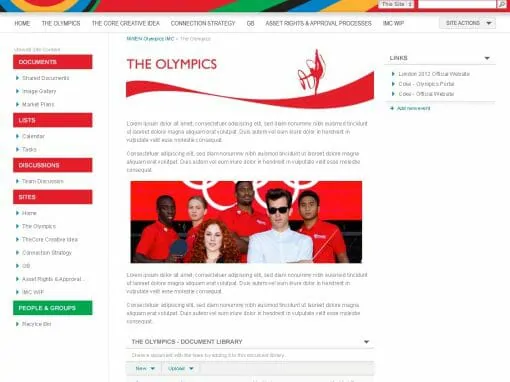 This Site
HOME THE OLYMPICS THE CORE CREATIVE IDEA CONNECTION STRATEGY GB ASSET RIGHTS & APPROVAL PROCESSES IMC WIP SITE ACTIONS
NWEN Olympics IMC > The Olympics
View All Site Content
DOCUMENTS
Shared Documents
Image Gallery
Market Plans
LISTS
Calendar
Tasks
DISCUSSIONS
Team Discussion
SITES
Home
The Olympics
TheCore Creative Idea
Connection Strategy
GB
Asset Rights & Approval...
IMC WIP
PEOPLE & GROUPS
Recycle Bin
THE OLYMPICS
Lorem ipsum dolor sit amet, consectetuer adipiscing elit, sed diam nonummy nibh euismod tincidunt
ut laoreet dolore magna aliquam erat volutpat. Duis autem vel eum iriure dolor in hendrerit in
vulputate velit esse molestie consequat.
Consectetuer adipiscing elit, sed diam nonummy nibh euismod tincidunt ut laoreet dolore magna
aliquam erat volutpat. Duis autem vel eum iriure dolor in hendrerit in vulputate velit esse molestie
consequat.
Lorem ipsum dolor sit amet, consectetuer adipiscing elit, sed diam nonummy nibh euismod tincidunt
ut laoreet dolore magna aliquam erat volutpat. Duis autem vel eum iriure dolor in hendrerit in
vulputate velit esse molestie consequat.
Consectetuer adipiscing elit, sed diam nonummy nibh euismod tincidunt ut laoreet dolore magna
aliquam erat volutpat. Duis autem vel eum iriure dolor in hendrerit in vulputate velit esse molestie
consequat.
THE OLYMPICS - DOCUMENT LIBRARY
Share a document with the team by adding it to this document library.
New Upload
LINKS
London 2012 Official Website
Coke - Olympics Portal
Coke - Official Website
Add new event